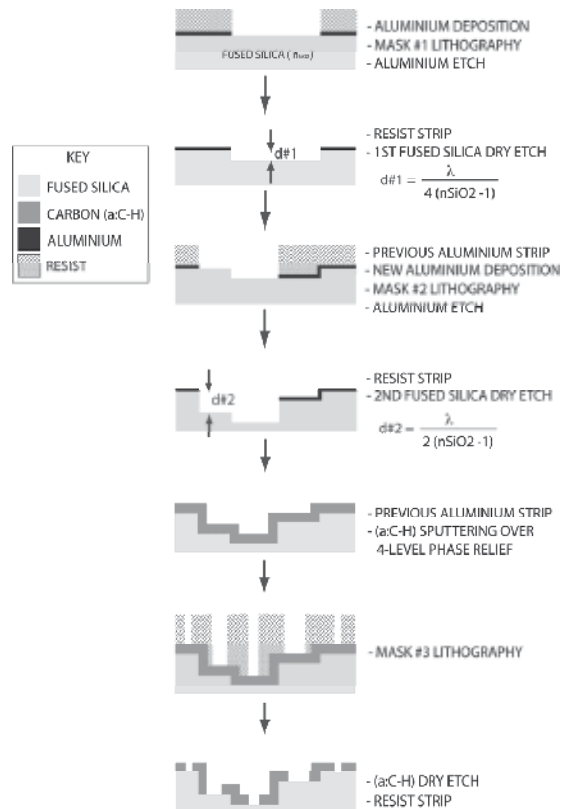 - ALUMINIUM DEPOSITION
- MASK #1 LITHOGRAPHY
- ALUMINIUM ETCH
FUSED SILICA (
- RESIST STRIP
- 1ST FUSED SILICA DRY ETCH
d#1 = λ
4 (nSiO2 -1)
d#1
KEY
FUSED SILICA
CARBON (a:C-H)
ALUMINIUM
RESIST
- PREVIOUS ALUMINIUM STRIP
- NEW ALUMINIUM DEPOSITION
- MASK #2 LITHOGRAPHY
- ALUMINIUM ETCH
- RESIST STRIP
- 2ND FUSED SILICA DRY ETCH
d#2 = λ
2 (nSiO2 -1)
d#2
- PREVIOUS ALUMINIUM STRIP
- (a:C-H) SPUTTERING OVER
4-LEVEL PHASE RELIEF
- MASK #3 LITHOGRAPHY
- (a:C-H) DRY ETCH
- RESIST STRIP